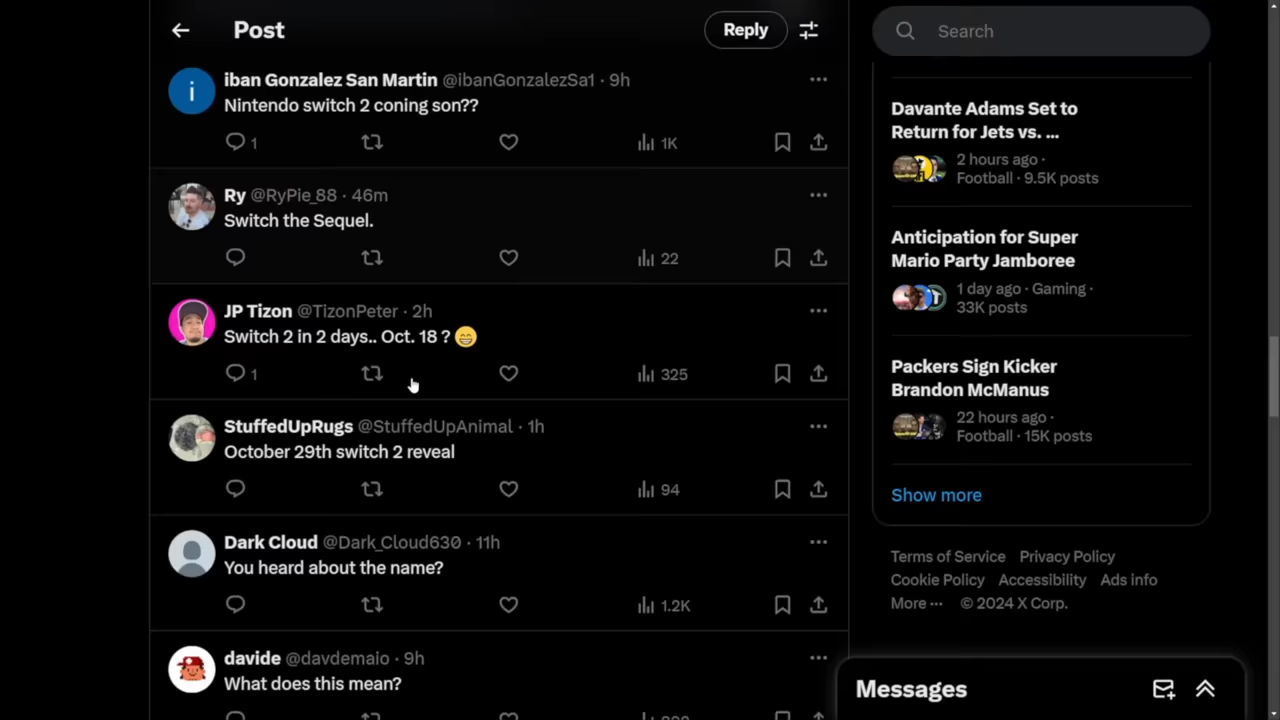 Post
Reply
Search
iban Gonzalez San Martin @ibanGonzalezSa1 · 9h
Nintendo switch 2 coning son??
1
1K
Ry @RyPie_88 · 46m
Switch the Sequel.
22
JP Tizon @TizonPeter · 2h
Switch 2 in 2 days.. Oct. 18 ? 😁
1
325
StuffedUpRugs @StuffedUpAnimal · 1h
October 29th switch 2 reveal
94
Dark Cloud @Dark_Cloud630 · 11h
You heard about the name?
1.2K
davide @davdemaio · 9h
What does this mean?
Davante Adams Set to
Return for Jets vs. ...
2 hours ago ·
Football · 9.5K posts
Anticipation for Super
Mario Party Jamboree
1 day ago · Gaming ·
33K posts
Packers Sign Kicker
Brandon McManus
22 hours ago ·
Football · 15K posts
Show more
Terms of Service Privacy Policy
Cookie Policy Accessibility Ads info
More ··· © 2024 X Corp.
Messages